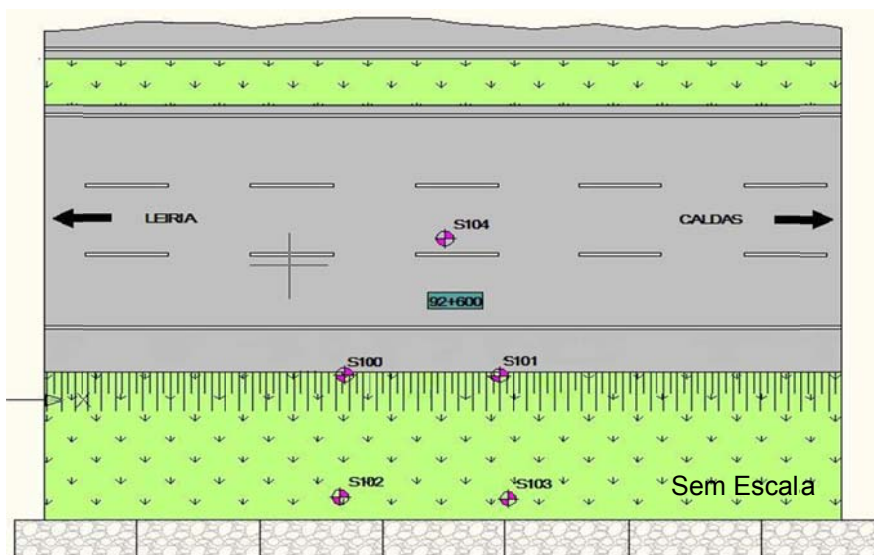 S104
LEIRIA
CALDAS
92+600
S100
S101
S102
S103
Sem Escala